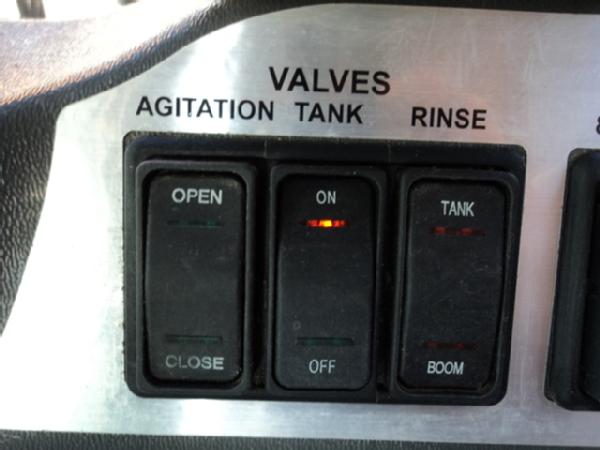 VALVES
AGITATION TANK RINSE
OPEN ON TANK
CLOSE OFF BOOM